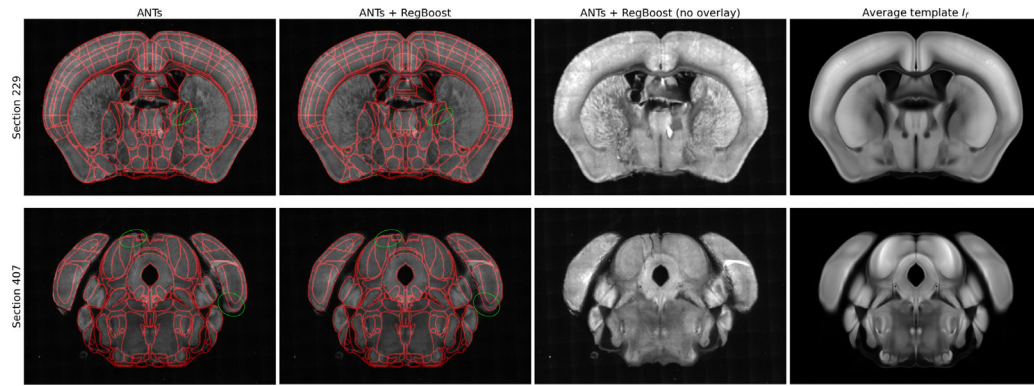 ANTs
ANTs + RegBoost
ANTs + RegBoost (no overlay)
Average template I_f
Section 229
Section 407